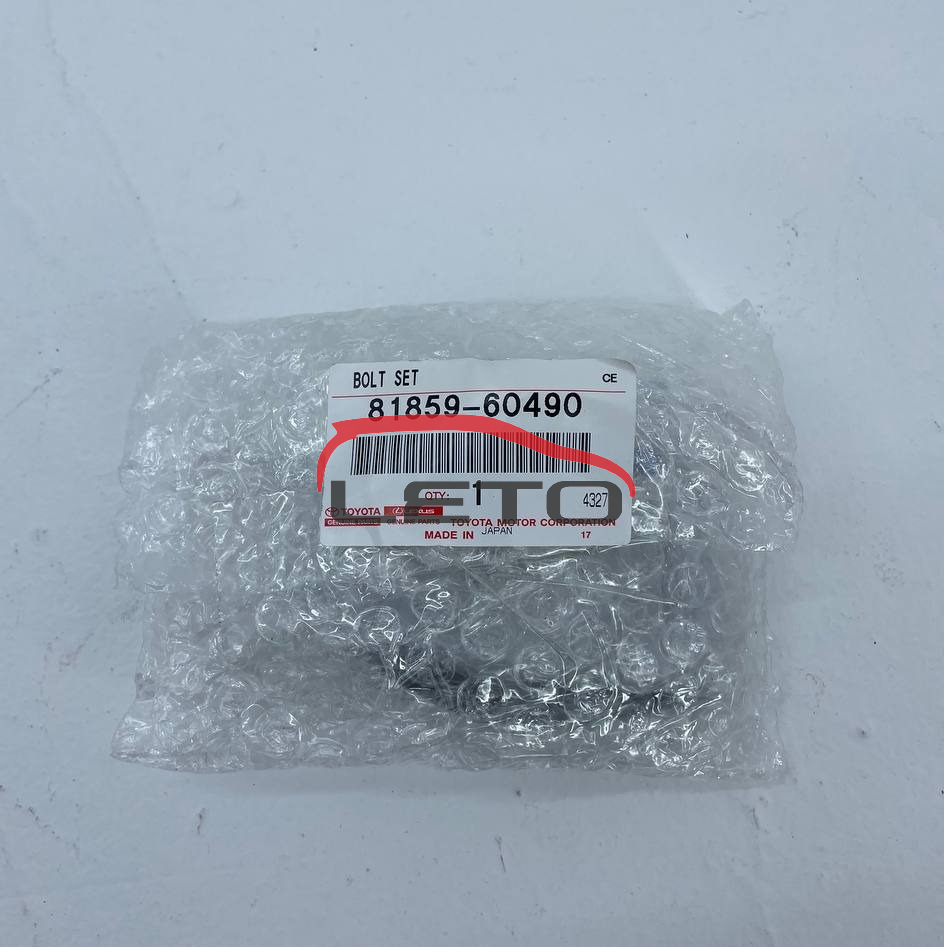 BOLT SET CE
81859-60490
QTY: 1 4327
LETO
TOYOTA LEXUS
GENUINE PARTS GENUINE PARTS TOYOTA MOTOR CORPORATION
MADE IN JAPAN 17